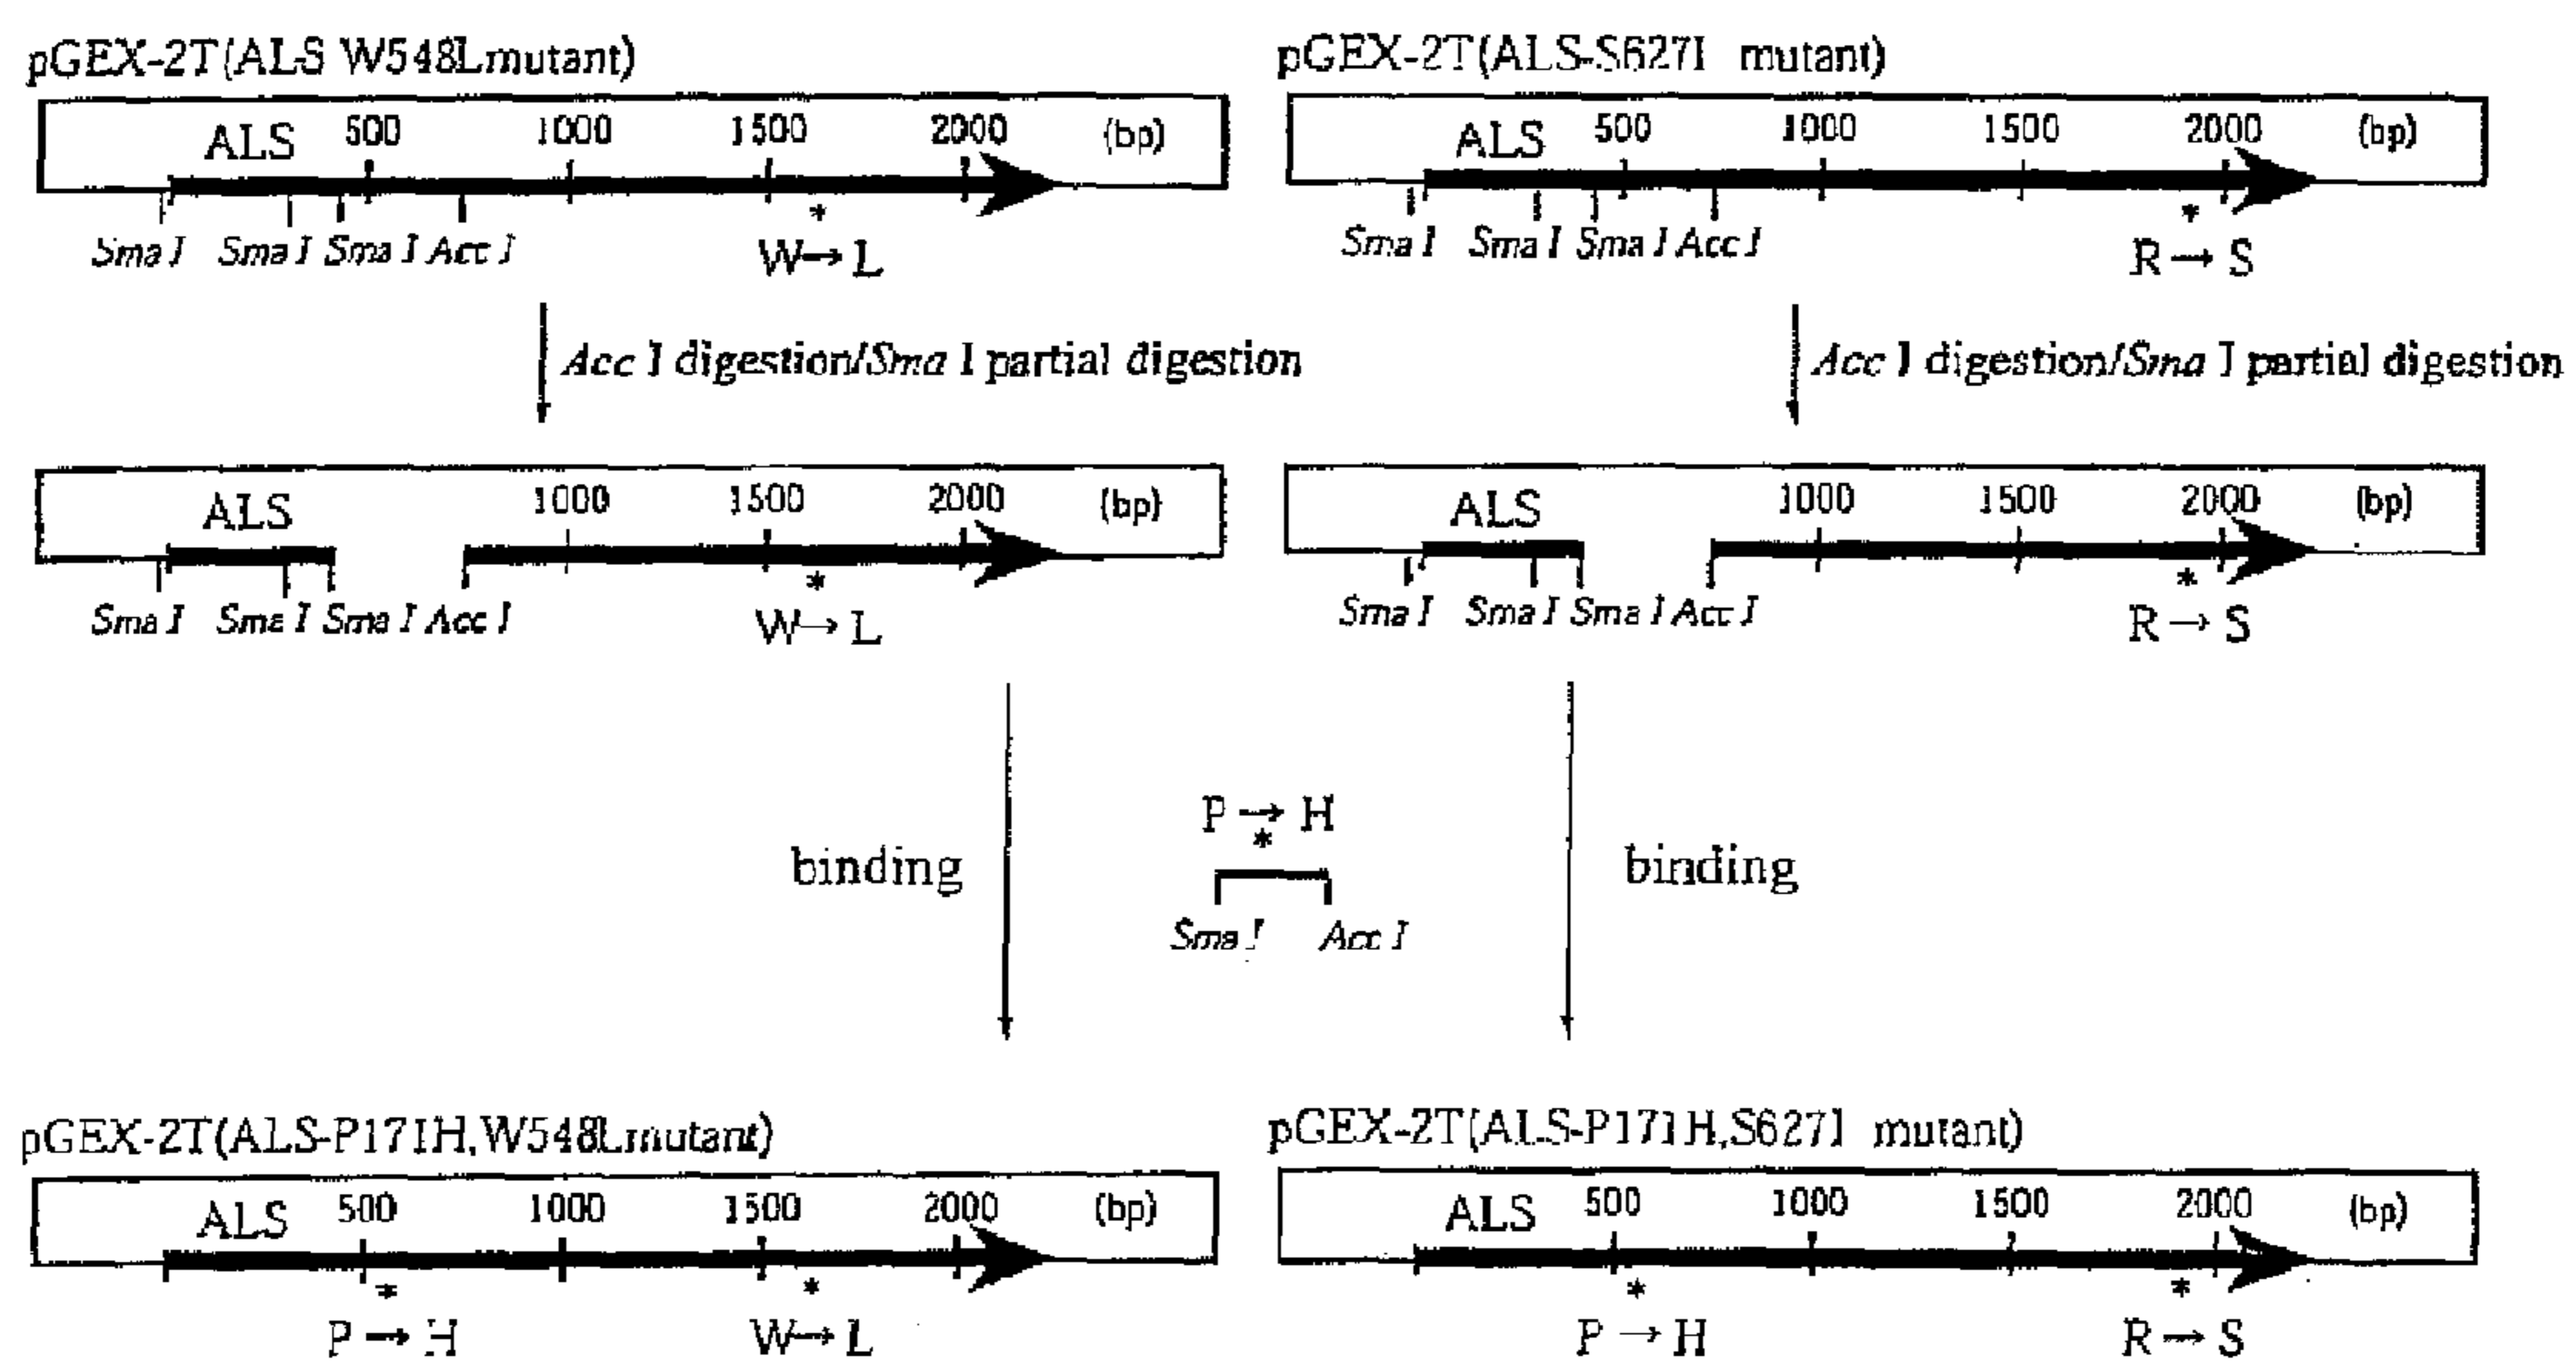 pGEX-2T(ALS W548Lmutant)
ALS 500 1000 1500 2000 (bp)
Sma I Sma I Sma I Acc I
W→L
pGEX-2T(ALS-S627I mutant)
ALS 500 1000 1500 2000 (bp)
Sma I Sma I Sma I Acc I
R→S
Acc I digestion/Sma I partial digestion
Acc I digestion/Sma I partial digestion
ALS 1000 1500 2000 (bp)
Sma I Sma I Sma I Acc I
W→L
ALS 1000 1500 2000 (bp)
Sma I Sma I Sma I Acc I
R→S
binding
P→H
*
Sma I Acc I
binding
pGEX-2T(ALS-P171H,W548Lmutant)
ALS 500 1000 1500 2000 (bp)
* *
P→H W→L
pGEX-2T(ALS-P171H,S627I mutant)
ALS 500 1000 1500 2000 (bp)
* *
P→H R→S